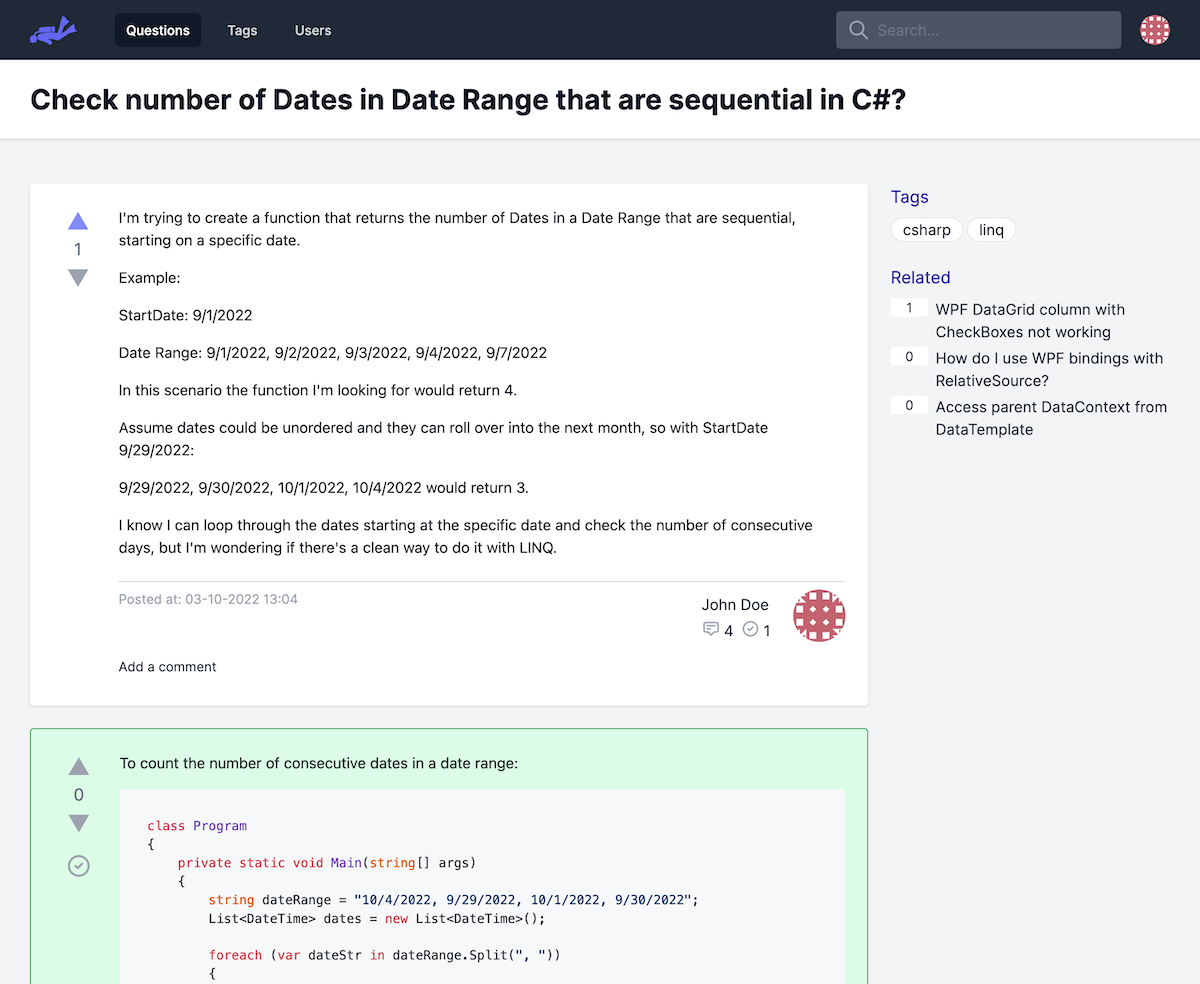 Questions Tags Users Search...
Check number of Dates in Date Range that are sequential in C#?
I'm trying to create a function that returns the number of Dates in a Date Range that are sequential,
starting on a specific date.
1
Example:
StartDate: 9/1/2022
Date Range: 9/1/2022, 9/2/2022, 9/3/2022, 9/4/2022, 9/7/2022
In this scenario the function I'm looking for would return 4.
Assume dates could be unordered and they can roll over into the next month, so with StartDate
9/29/2022:
9/29/2022, 9/30/2022, 10/1/2022, 10/4/2022 would return 3.
I know I can loop through the dates starting at the specific date and check the number of consecutive
days, but I'm wondering if there's a clean way to do it with LINQ.
Posted at: 03-10-2022 13:04
John Doe
4 1
Add a comment
Tags
csharp linq
Related
1 WPF DataGrid column with
CheckBoxes not working
0 How do I use WPF bindings with
RelativeSource?
0 Access parent DataContext from
DataTemplate
To count the number of consecutive dates in a date range:
0
class Program
{
private static void Main(string[] args)
{
string dateRange = "10/4/2022, 9/29/2022, 10/1/2022, 9/30/2022";
List<DateTime> dates = new List<DateTime>();
foreach (var dateStr in dateRange.Split(", "))
{